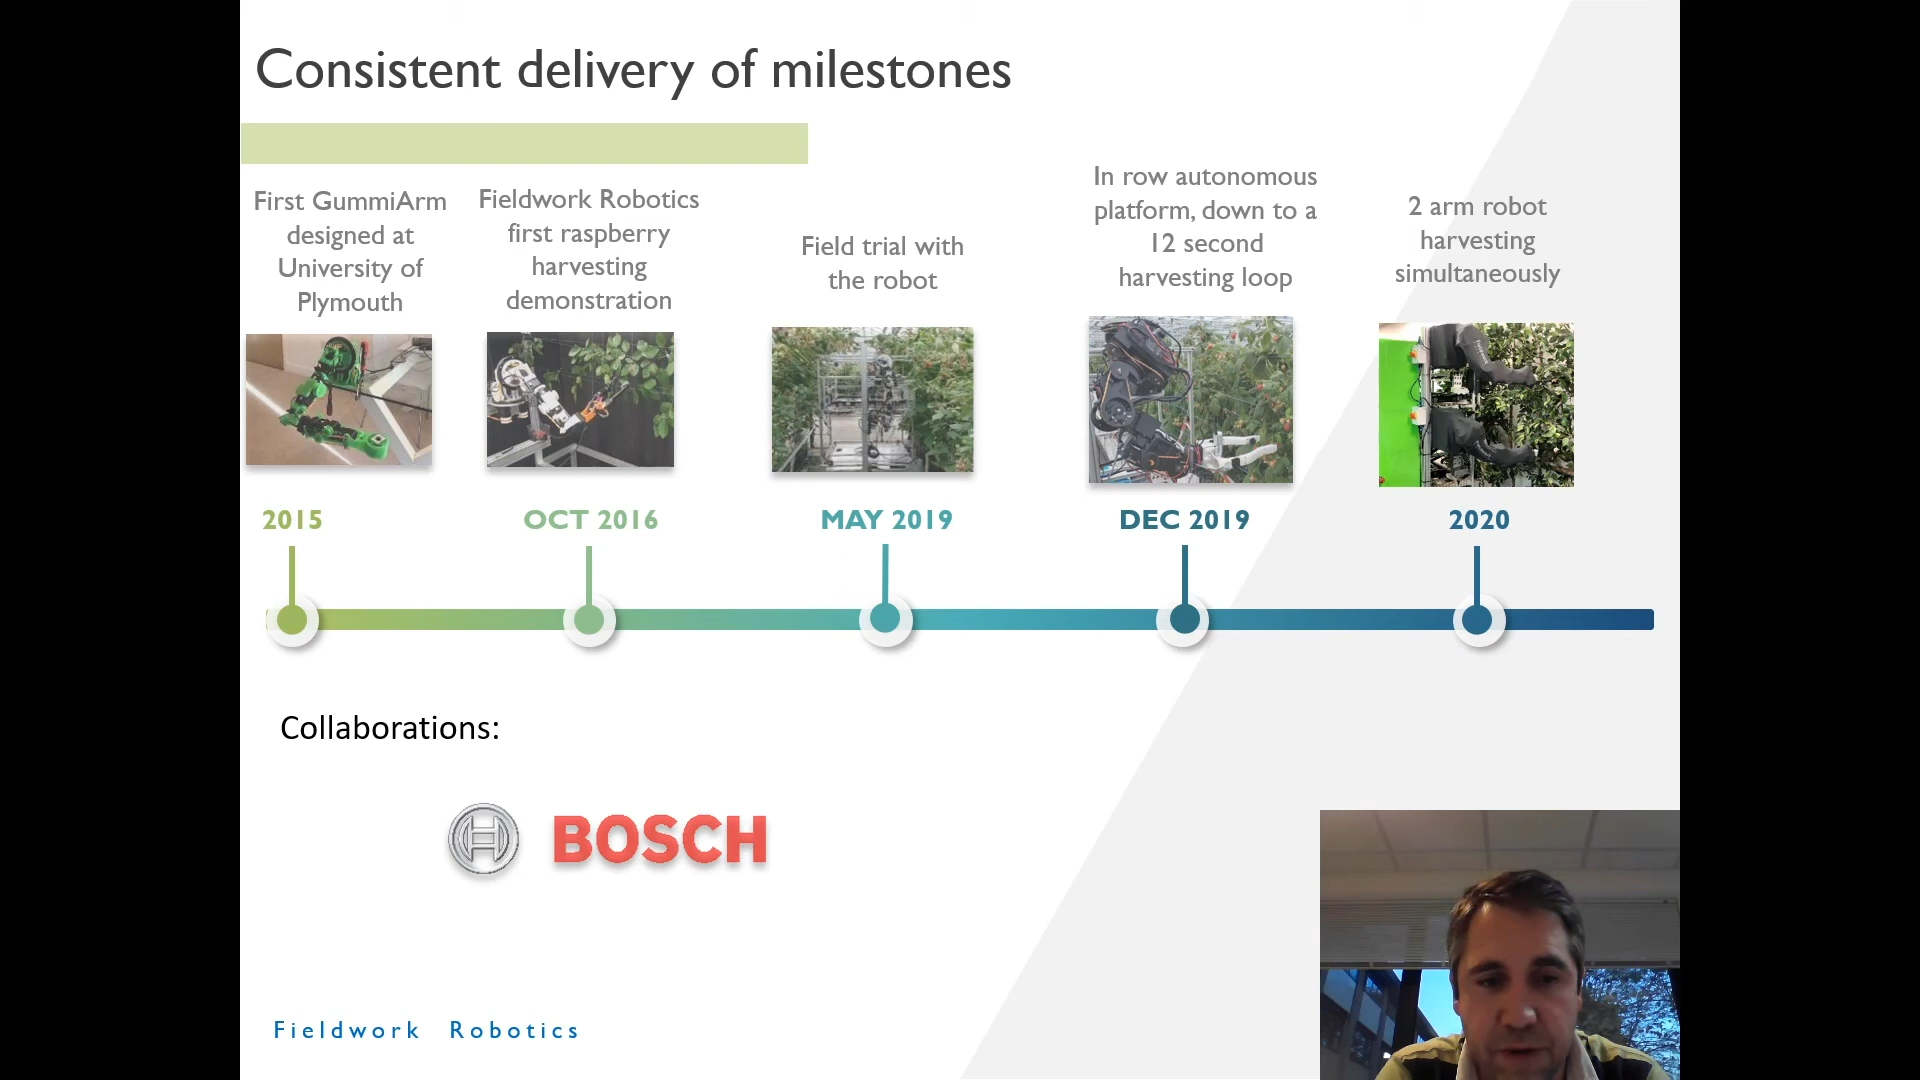 Consistent delivery of milestones
First GummiArm
designed at
University of
Plymouth
Fieldwork Robotics
first raspberry
harvesting
demonstration
Field trial with
the robot
In row autonomous
platform, down to a
12 second
harvesting loop
2 arm robot
harvesting
simultaneously
2015
OCT 2016
MAY 2019
DEC 2019
2020
Collaborations:
BOSCH
Fieldwork Robotics